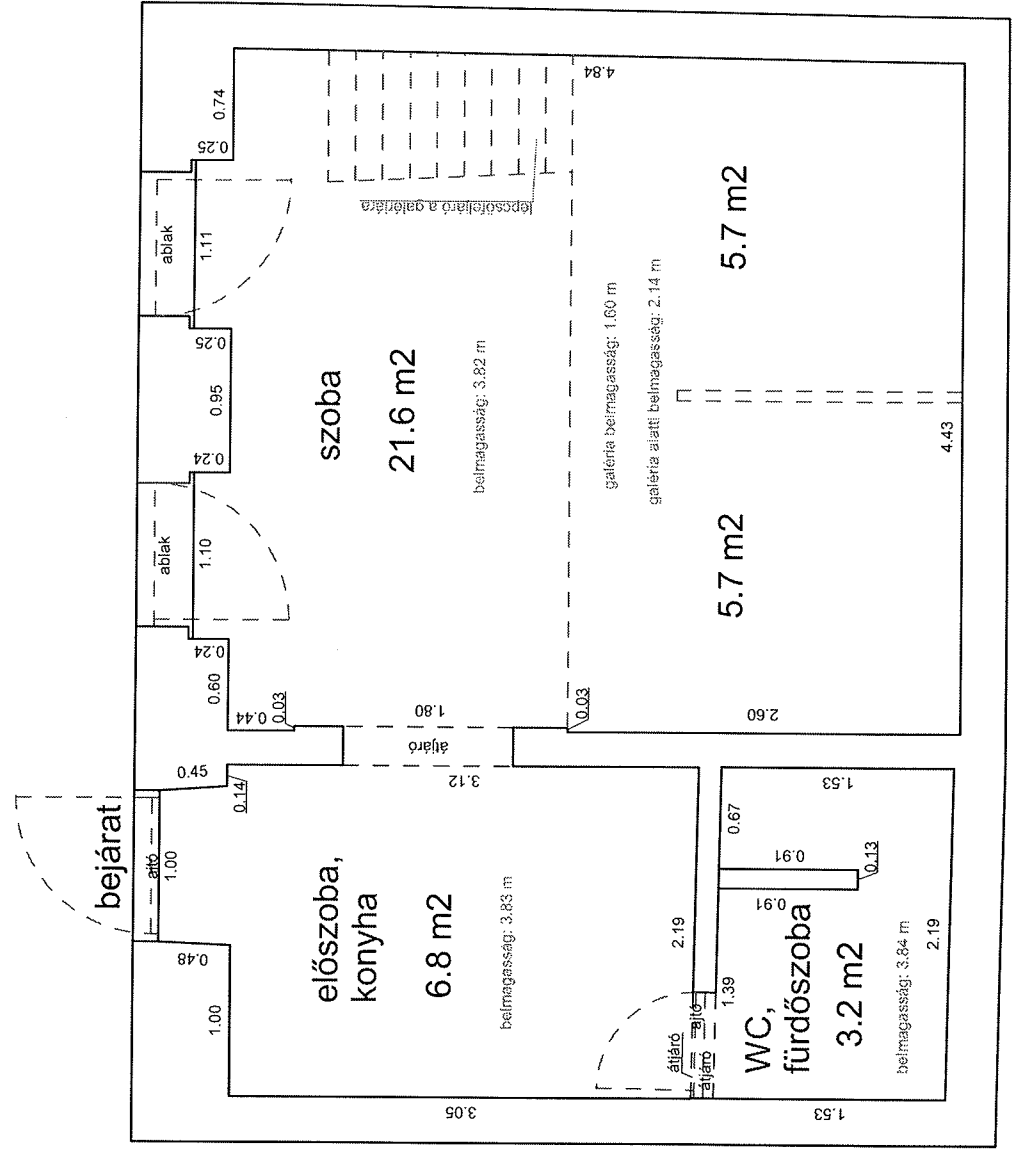 bejárat
ajtó
1.00
0.45
0.14
0.48
1.00
előszoba,
konyha
6.8 m2
belmagasság: 3.83 m
3.05
3.12
2.19
átjáró
1.80
0.44
0.03
0.03
0.60
0.24
ablak
1.10
0.24
0.95
0.25
ablak
1.11
0.25
0.74
szoba
21.6 m2
belmagasság: 3.82 m
lépcsőfeljáró a galériára
4.84
galéria belmagasság: 1.60 m
galéria alatti belmagasság: 2.14 m
5.7 m2
5.7 m2
2.60
4.43
átjáró
ajtó
átjáró
1.39
0.67
0.91
0.91
0.13
1.53
1.53
2.19
WC,
fürdőszoba
3.2 m2
belmagasság: 3.84 m